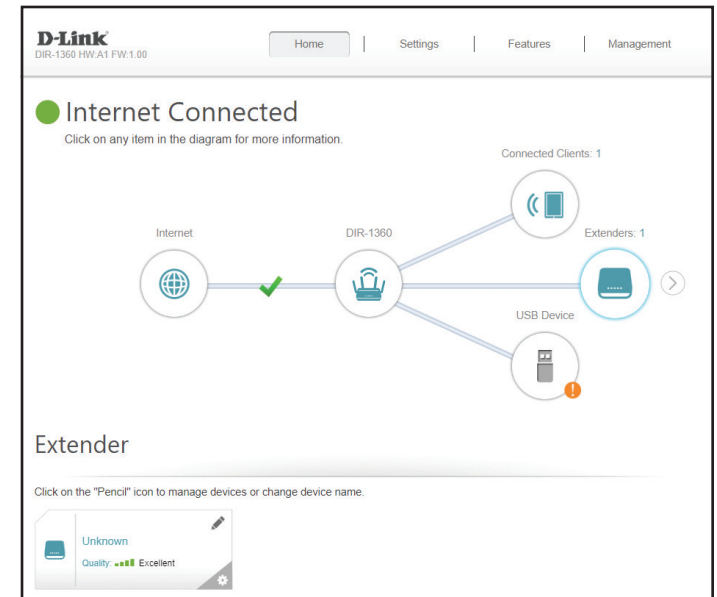 D-Link
DIR-1360 HW:A1 FW:1.00
Home
Settings
Features
Management
Internet Connected
Click on any item in the diagram for more information.
Connected Clients: 1
Internet
DIR-1360
Extenders: 1
USB Device
Extender
Click on the "Pencil" icon to manage devices or change device name.
Unknown
Quality: Excellent